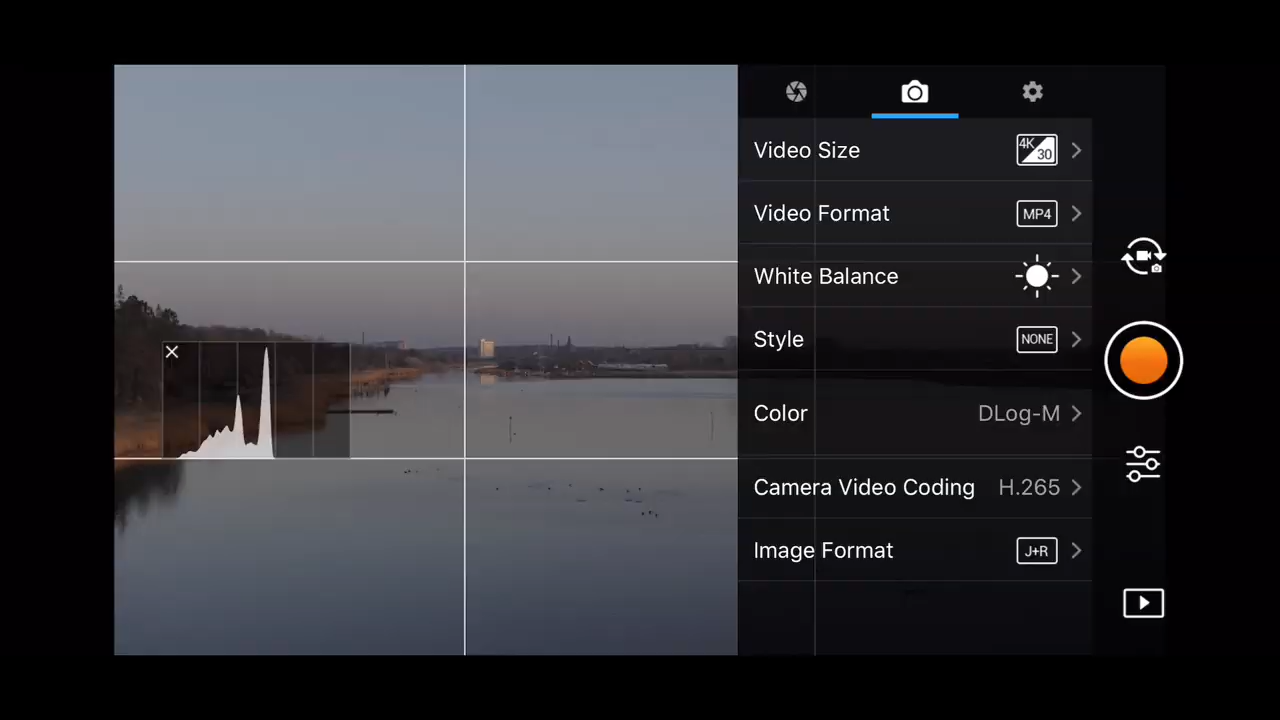 Video Size 4K 30
Video Format MP4
White Balance
Style NONE
Color DLog-M
Camera Video Coding H.265
Image Format J+R